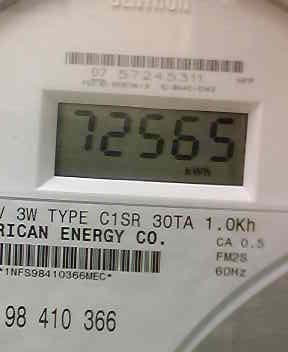 07 57245311
72565
kWh
V 3W TYPE C1SR 30TA 1.0Kh
RICAN ENERGY CO.
CA 0.5
FM2S
60Hz
*1NFS98410366MEC*
98 410 366